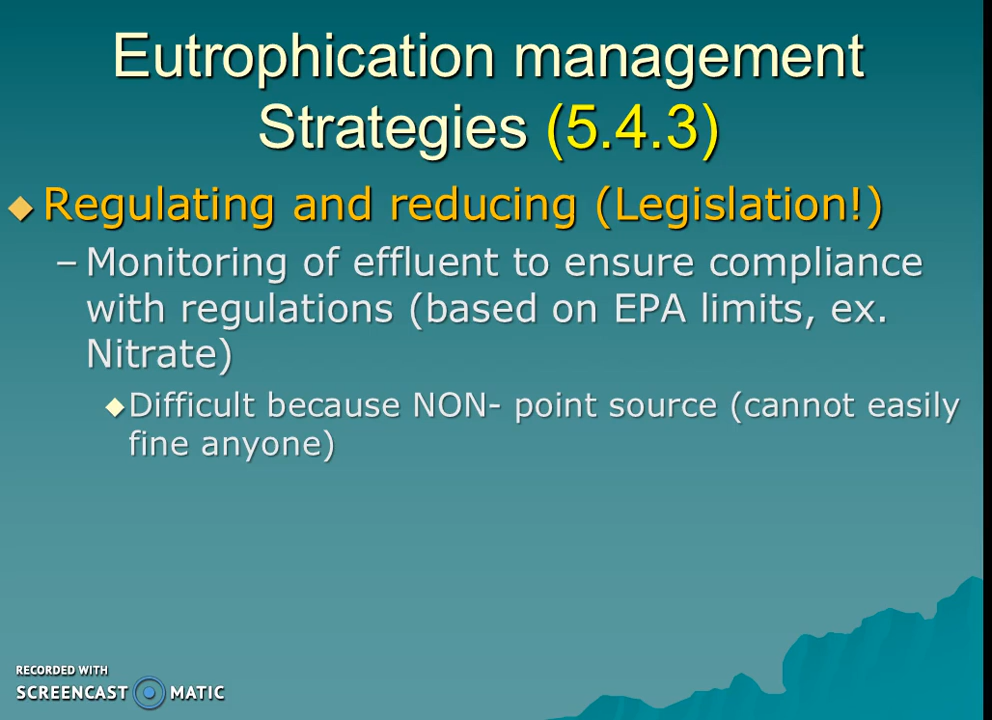 Eutrophication management
Strategies (5.4.3)
Regulating and reducing (Legislation!)
– Monitoring of effluent to ensure compliance
with regulations (based on EPA limits, ex.
Nitrate)
Difficult because NON- point source (cannot easily
fine anyone)
RECORDED WITH
SCREENCAST MATIC